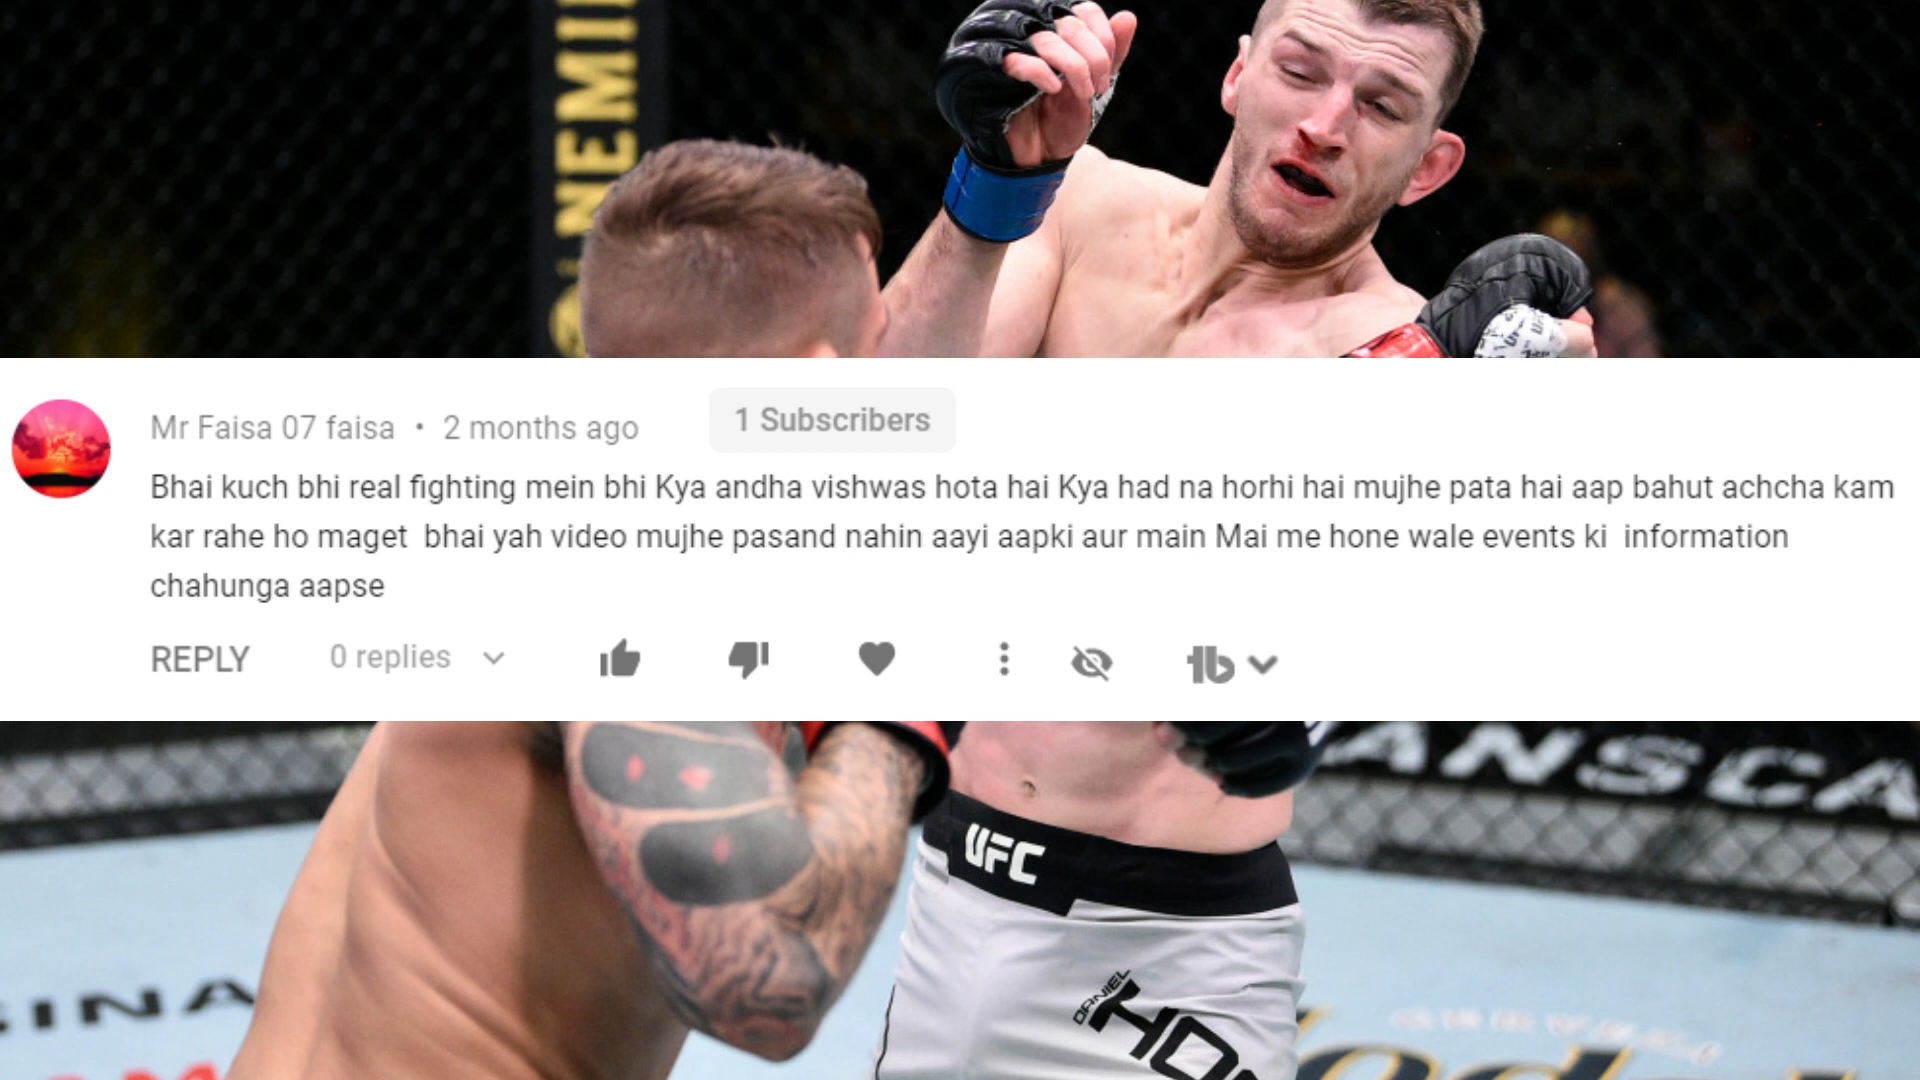 NEMIL
Mr Faisa 07 faisa • 2 months ago
1 Subscribers
Bhai kuch bhi real fighting mein bhi Kya andha vishwas hota hai Kya had na horhi hai mujhe pata hai aap bahut achcha kam
kar rahe ho maget bhai yah video mujhe pasand nahin aayi aapki aur main Mai me hone wale events ki information
chahunga aapse
REPLY
0 replies
ANSCA
UFC
DANIEL
HO
INA